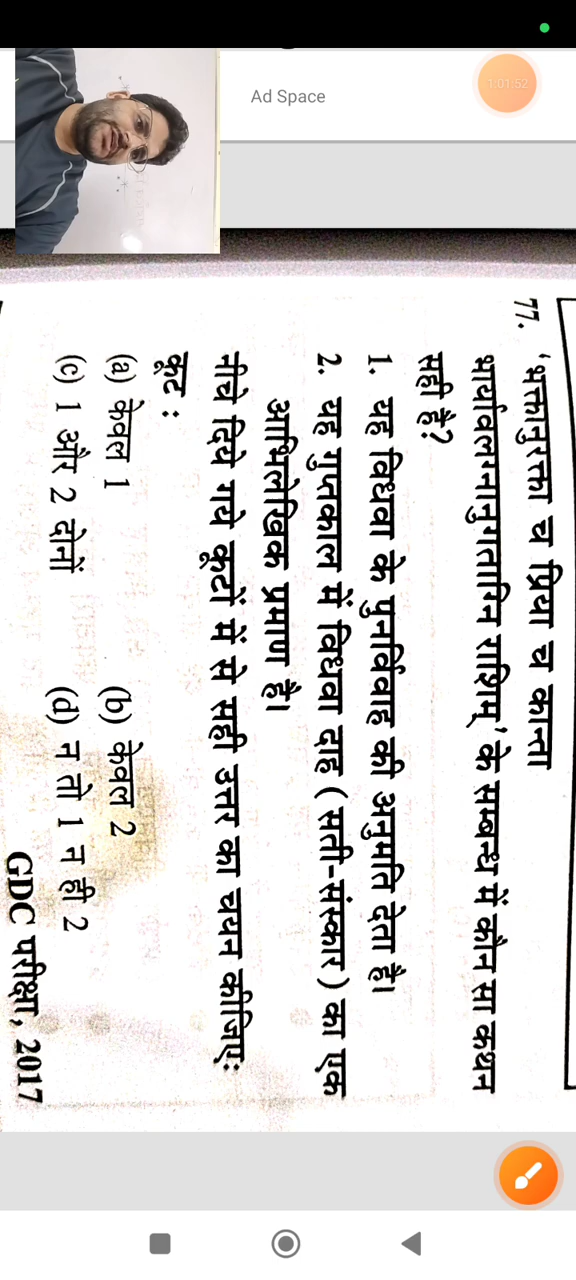 Ad Space
1:01:52
77. 'भक्तानुरक्ता च प्रिया च कान्ता
भार्यावलग्नानुगताग्नि राशिम्' के सम्बन्ध में कौन सा कथन
सही है?
1. यह विधवा के पुनर्विवाह की अनुमति देता है।
2. यह गुप्तकाल में विधवा दाह (सती-संस्कार) का एक
आभिलेखिक प्रमाण है।
नीचे दिये गये कूटों में से सही उत्तर का चयन कीजिए:
कूट :
(a) केवल 1 (b) केवल 2
(c) 1 और 2 दोनों (d) न तो 1 न ही 2
GDC परीक्षा, 2017